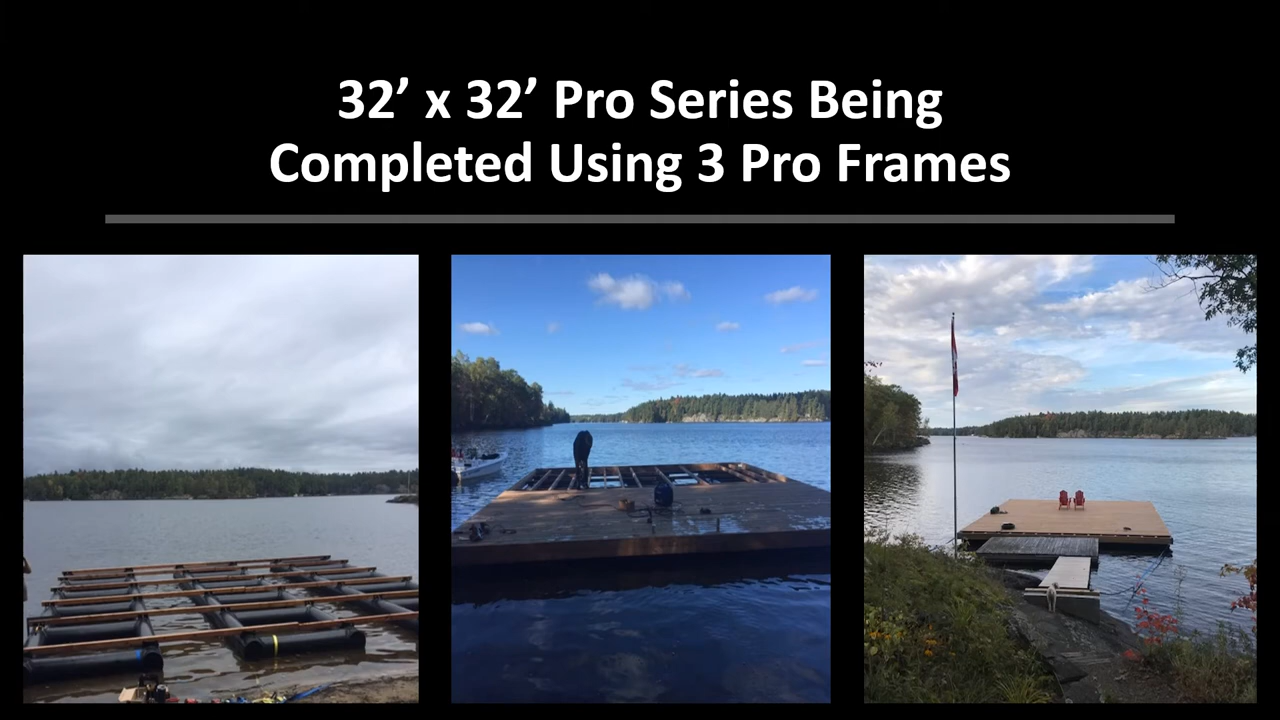 32’ x 32’ Pro Series Being
Completed Using 3 Pro Frames